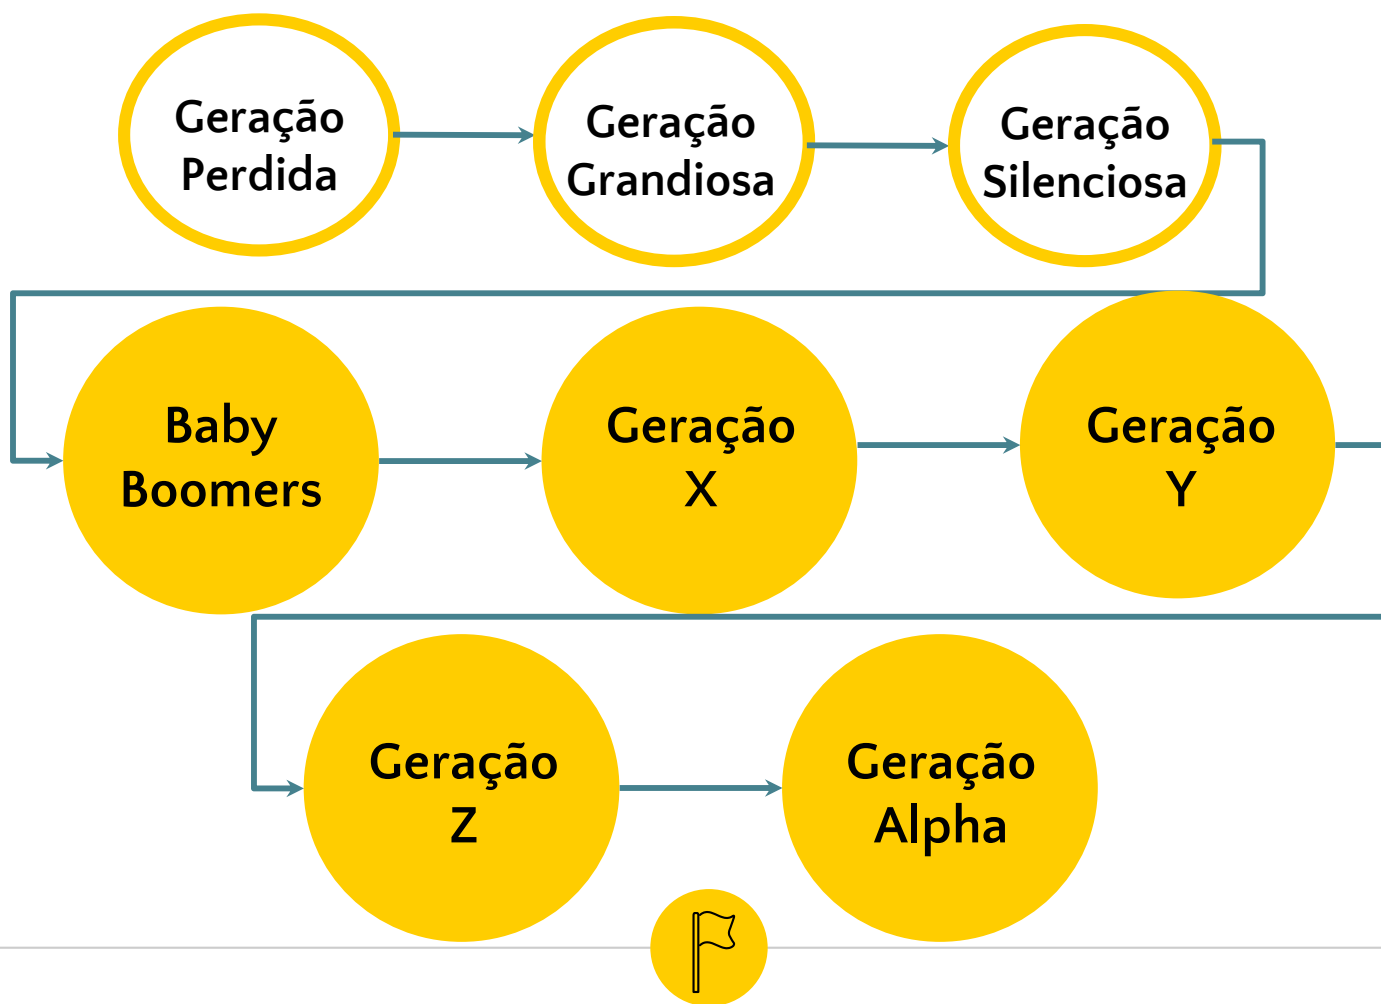 Geração
Perdida
Geração
Grandiosa
Geração
Silenciosa
Baby
Boomers
Geração
X
Geração
Y
Geração
Z
Geração
Alpha